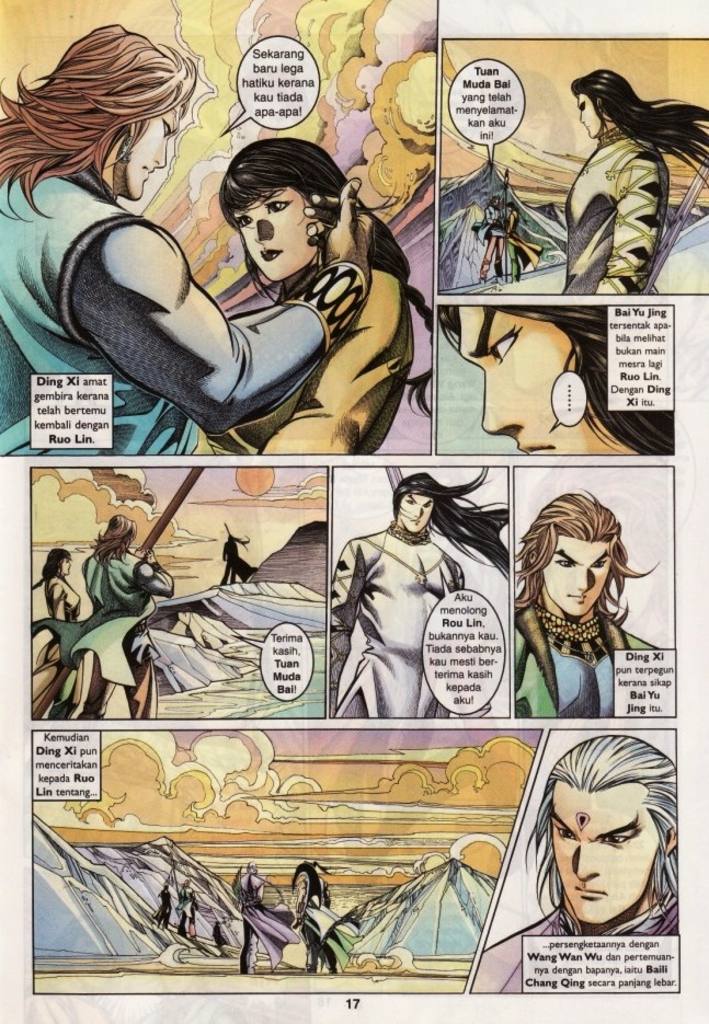 Sekarang
baru lega
hatiku kerana
kau tiada
apa-apa!
Ding Xi amat
gembira kerana
telah bertemu
kembali dengan
Ruo Lin.
Tuan
Muda Bai
yang telah
menyelamat-
kan aku
ini!
Bai Yu Jing
tersentak apa-
bila melihat
bukan main
mesra lagi
Ruo Lin.
Dengan Ding
Xi itu.
......
Terima
kasih,
Tuan
Muda
Bai!
Aku
menolong
Rou Lin,
bukannya kau.
Tiada sebabnya
kau mesti ber-
terima kasih
kepada
aku!
Ding Xi
pun terpegun
kerana sikap
Bai Yu
Jing itu.
Kemudian
Ding Xi pun
menceritakan
kepada Ruo
Lin tentang...
...persengketaannya dengan
Wang Wan Wu dan pertemuan-
nya dengan bapanya, iaitu Baili
Chang Qing secara panjang lebar.
17